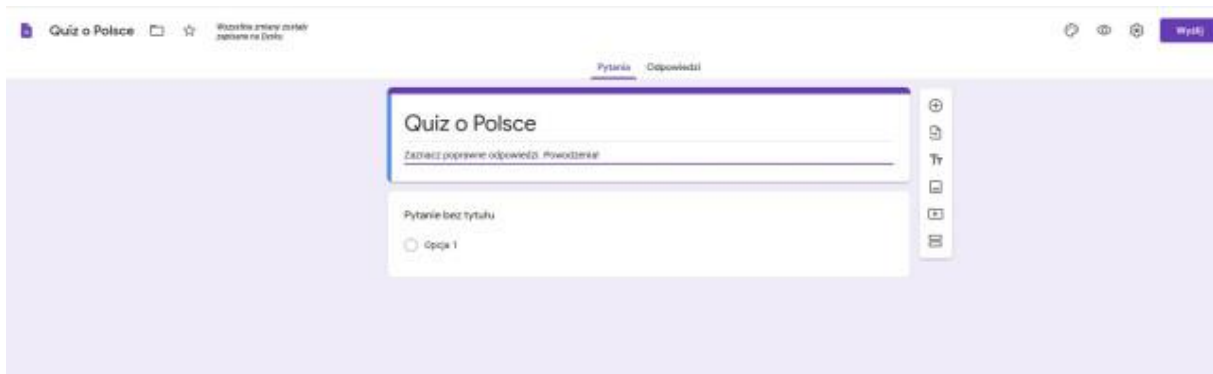 Quiz o Polsce
Wszystkie zmiany zostały
zapisane na Dysku
Wyślij
Pytania Odpowiedzi
Quiz o Polsce
Zaznacz poprawne odpowiedzi. Powodzenia!
Tт
Pytanie bez tytułu
Opcja 1